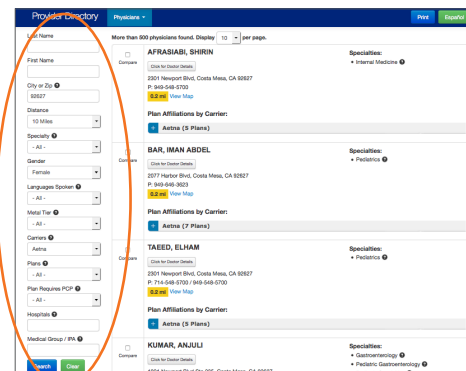 Provider Directory
Physicians
Print
Español
Last Name
First Name
City or Zip
92627
Distance
10 Miles
Specialty
- All -
Gender
Female
Languages Spoken
- All -
Metal Tier
- All -
Carriers
Aetna
Plans
- All -
Plan Requires PCP
- All -
Hospitals
Medical Group / IPA
Search
Clear
More than 500 physicians found. Display 10 per page.
Compare
AFRASIABI, SHIRIN
Click for Doctor Details
2301 Newport Blvd, Costa Mesa, CA 92627
P: 949-548-5700
0.2 mi View Map
Plan Affiliations by Carrier:
+ Aetna (5 Plans)
Specialties:
• Internal Medicine
Compare
BAR, IMAN ABDEL
Click for Doctor Details
2077 Harbor Blvd, Costa Mesa, CA 92627
P: 949-646-3623
0.2 mi View Map
Plan Affiliations by Carrier:
+ Aetna (7 Plans)
Specialties:
• Pediatrics
Compare
TAEED, ELHAM
Click for Doctor Details
2301 Newport Blvd, Costa Mesa, CA 92627
P: 714-548-5700 / 949-548-5700
0.2 mi View Map
Plan Affiliations by Carrier:
+ Aetna (5 Plans)
Specialties:
• Pediatrics
Compare
KUMAR, ANJULI
Click for Doctor Details
Specialties:
• Gastroenterology
• Pediatric Gastroenterology